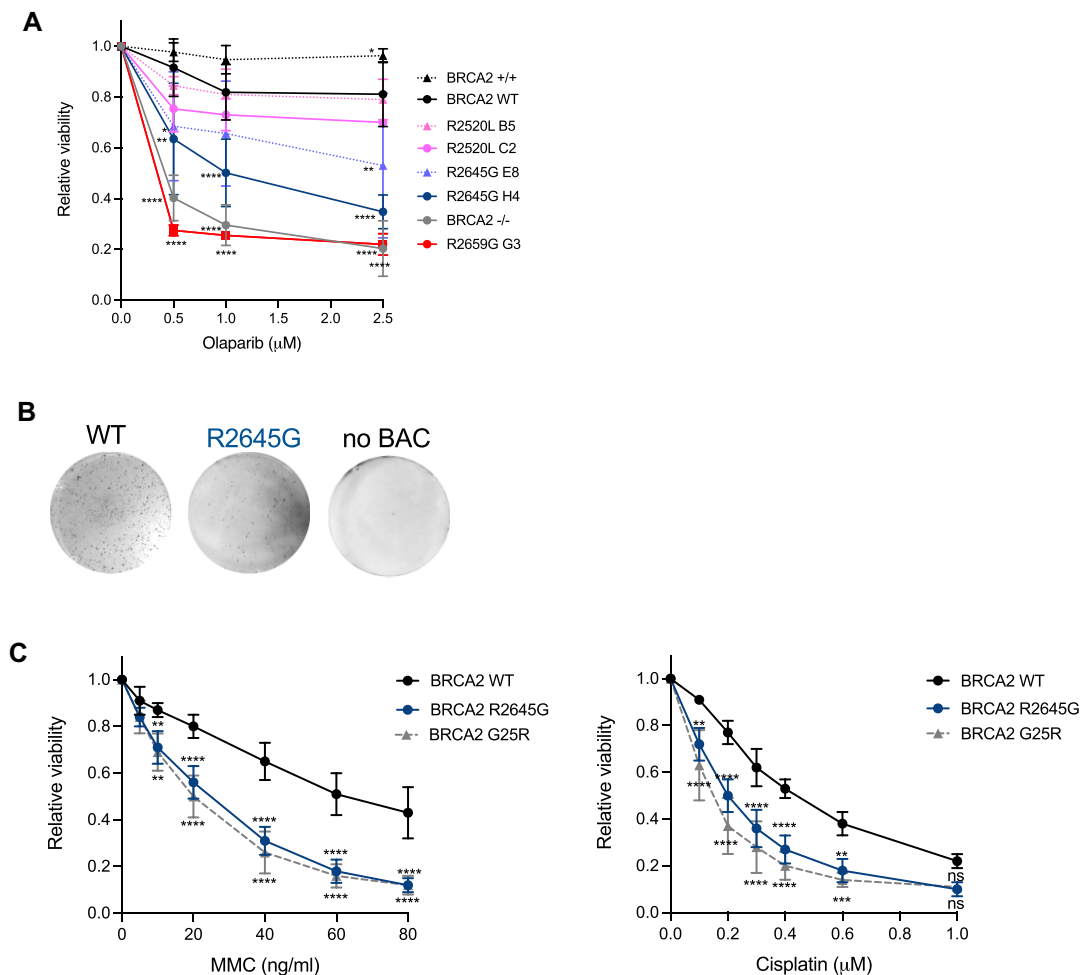 A
Relative viability
1.0
0.8
0.6
0.4
0.2
0.0
0.0
0.5
1.0
1.5
2.0
2.5
Olaparib (μM)
*
*
**
****
****
****
****
**
****
****
****
BRCA2 +/+
BRCA2 WT
R2520L B5
R2520L C2
R2645G E8
R2645G H4
BRCA2 -/-
R2659G G3
B
WT
R2645G
no BAC
C
Relative viability
1.0
0.8
0.6
0.4
0.2
0.0
0
20
40
60
80
MMC (ng/ml)
**
**
****
****
****
****
****
****
****
****
BRCA2 WT
BRCA2 R2645G
BRCA2 G25R
Relative viability
1.0
0.8
0.6
0.4
0.2
0.0
0.0
0.2
0.4
0.6
0.8
1.0
Cisplatin (μM)
**
****
****
****
****
****
****
****
**
***
ns
ns
BRCA2 WT
BRCA2 R2645G
BRCA2 G25R